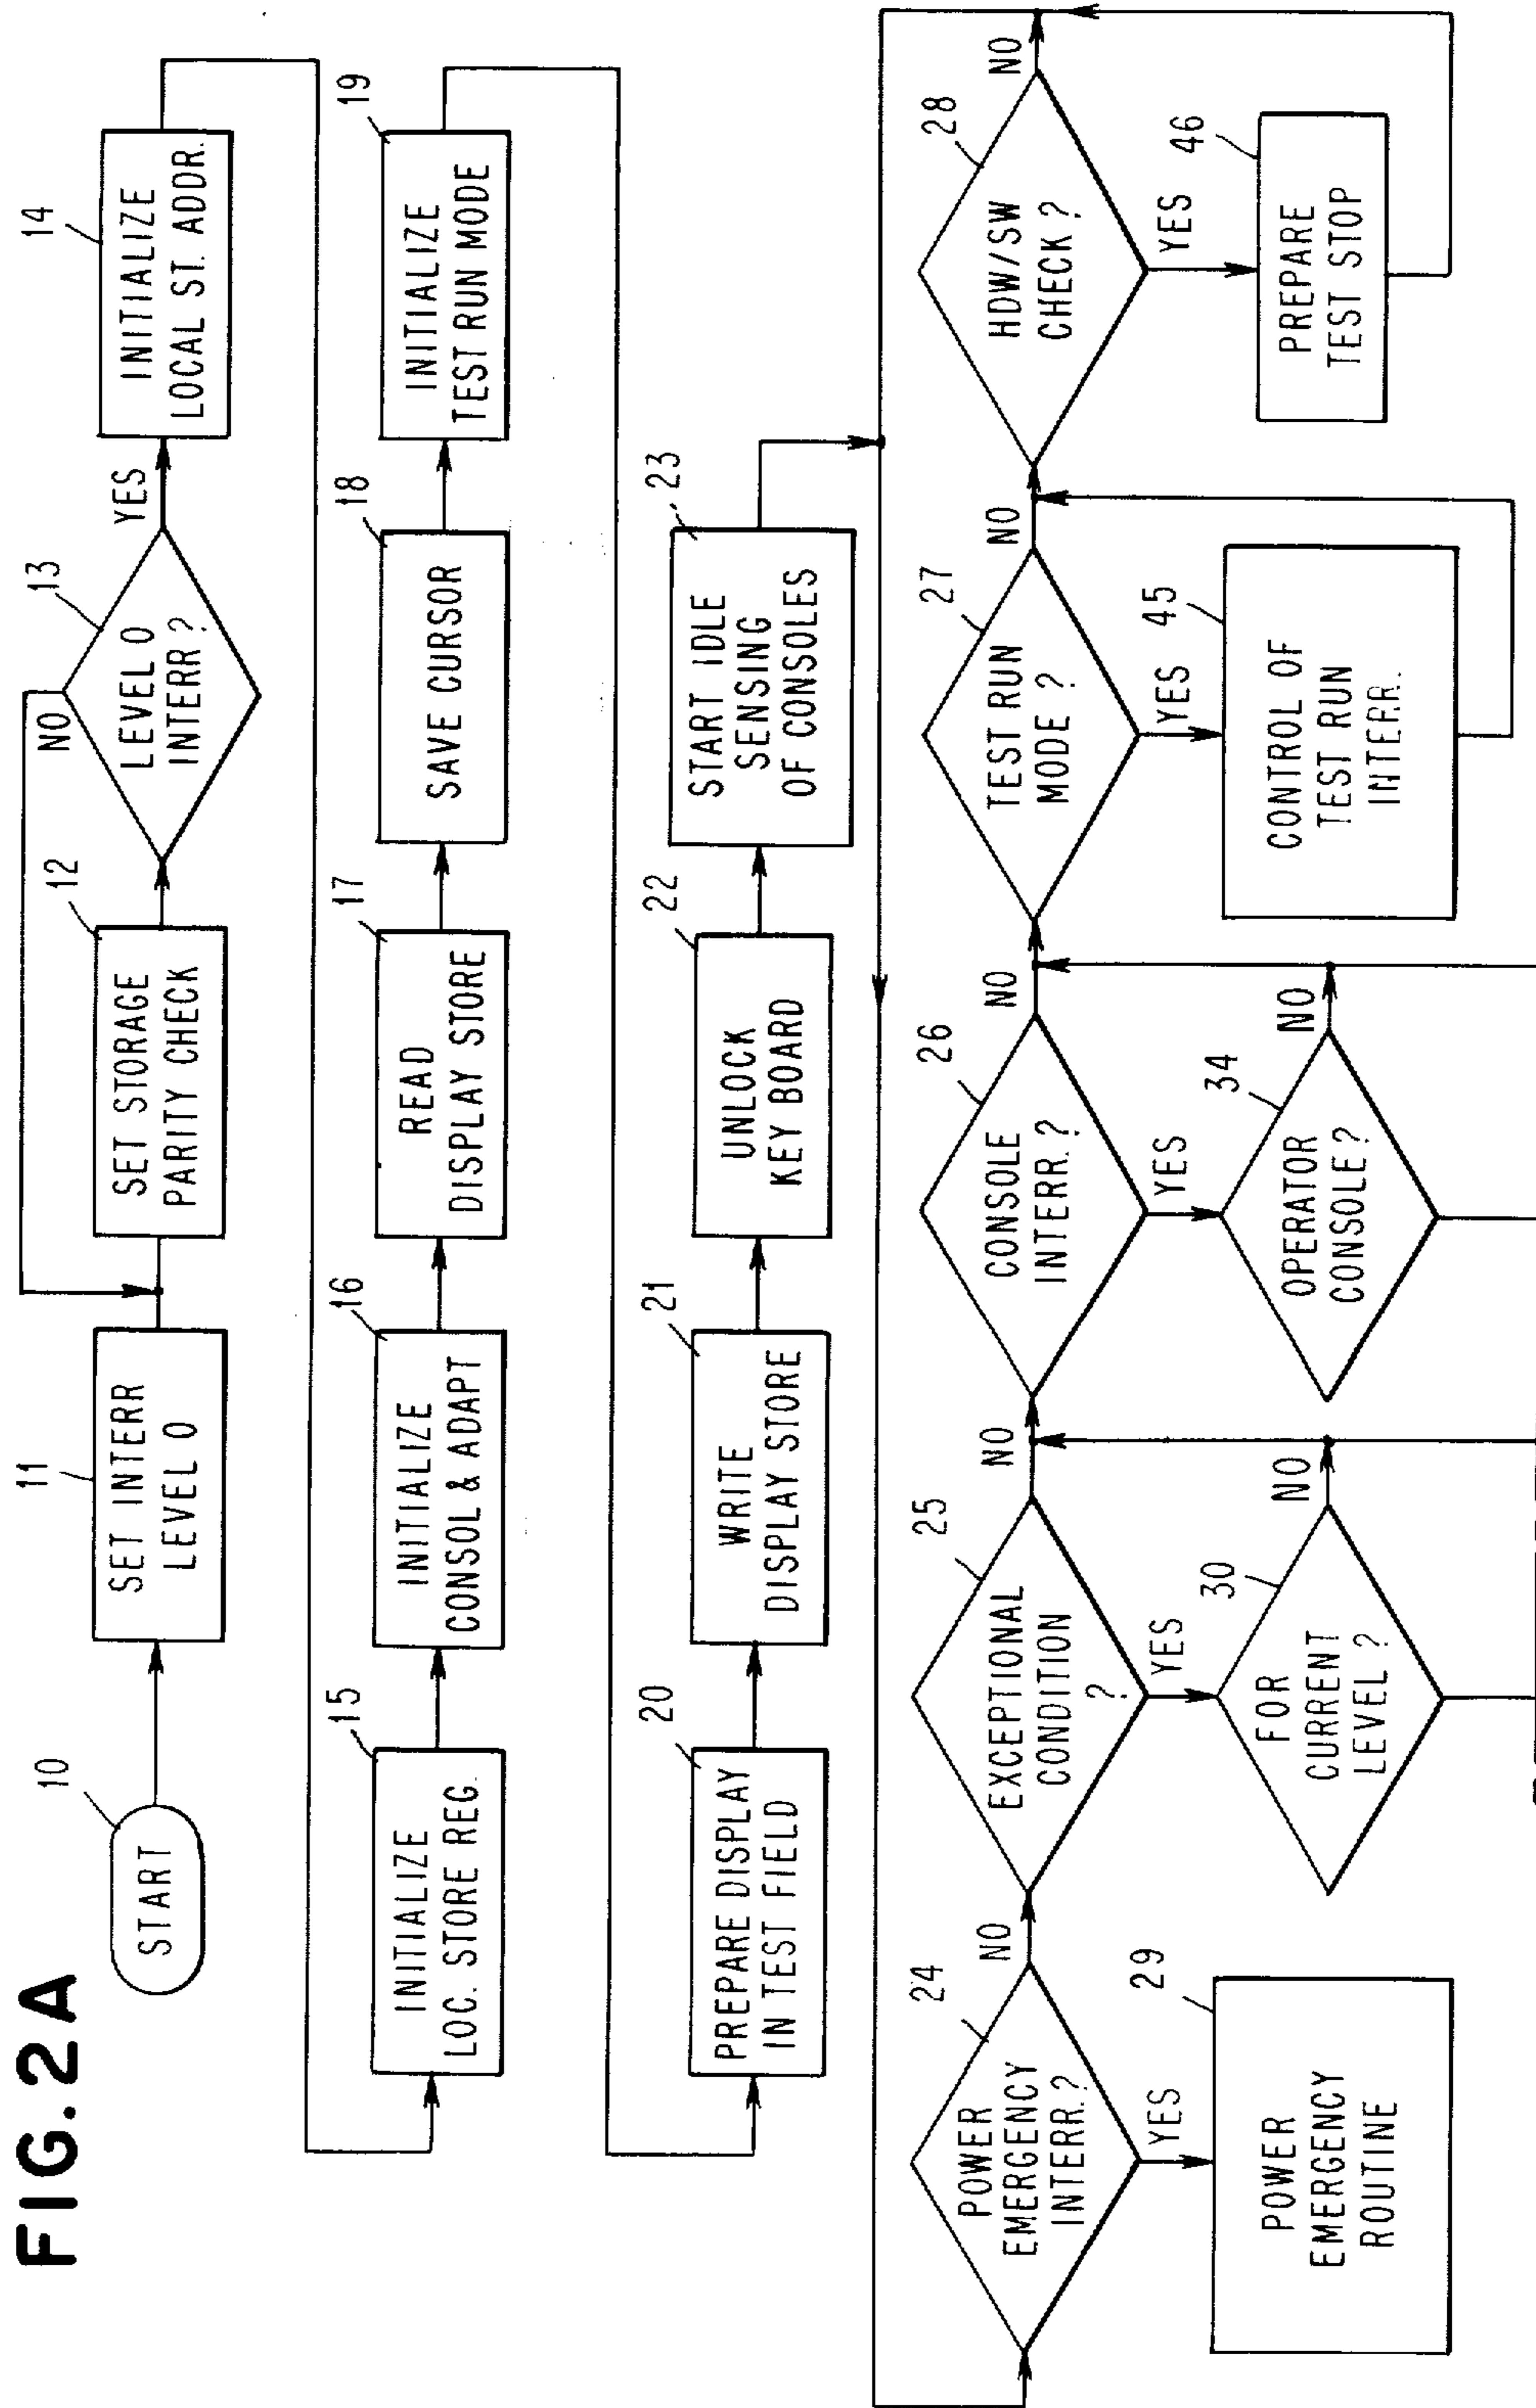 FIG.2A
10
START
11
SET INTERR
LEVEL 0
12
SET STORAGE
PARITY CHECK
13
LEVEL 0
INTERR ?
NO
YES
14
INITIALIZE
LOCAL ST. ADDR.
15
INITIALIZE
LOC. STORE REG.
16
INITIALIZE
CONSOL & ADAPT
17
READ
DISPLAY STORE
18
SAVE CURSOR
19
INITIALIZE
TEST RUN MODE
20
PREPARE DISPLAY
IN TEST FIELD
21
WRITE
DISPLAY STORE
22
UNLOCK
KEY BOARD
23
START IDLE
SENSING
OF CONSOLES
24
POWER
EMERGENCY
INTERR.?
NO
YES
25
EXCEPTIONAL
CONDITION
?
NO
YES
26
CONSOLE
INTERR.?
NO
YES
27
TEST RUN
MODE ?
NO
YES
28
HDW/SW
CHECK ?
NO
YES
29
POWER
EMERGENCY
ROUTINE
30
FOR
CURRENT
LEVEL ?
NO
34
OPERATOR
CONSOLE?
NO
45
CONTROL OF
TEST RUN
INTERR.
46
PREPARE
TEST STOP